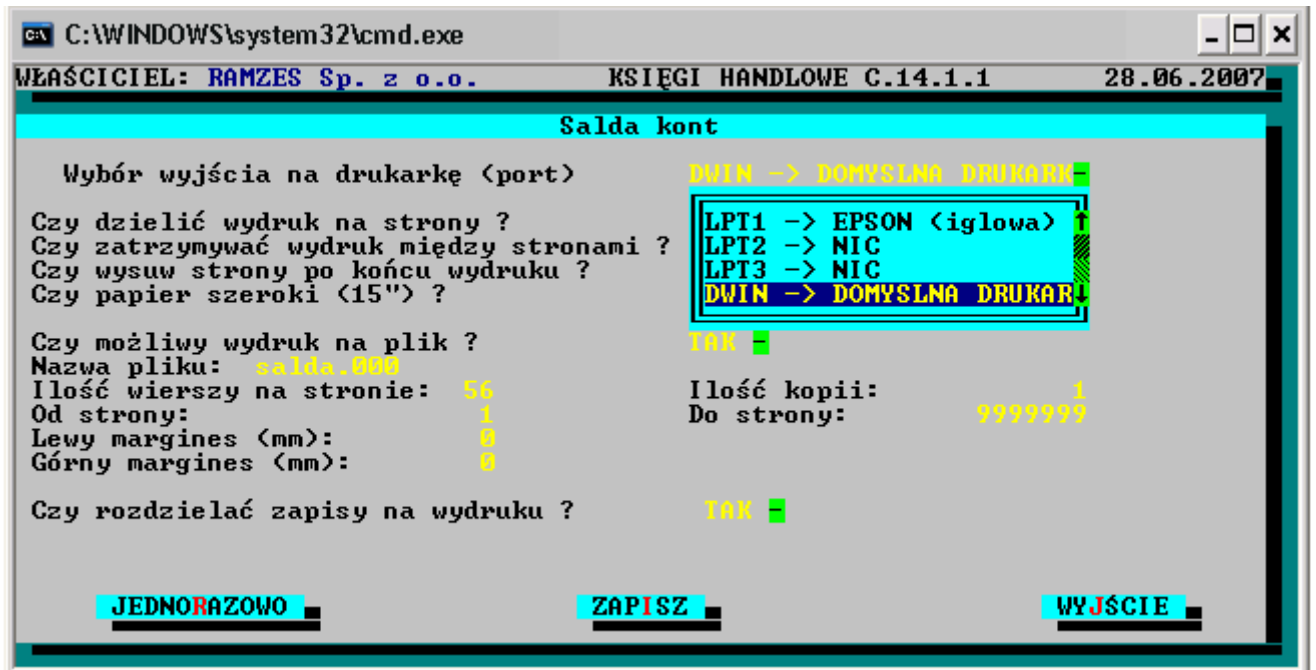 C:\WINDOWS\system32\cmd.exe
WŁAŚCICIEL: RAMZES Sp. z o.o. KSIĘGI HANDLOWE C.14.1.1 28.06.2007
Salda kont
Wybór wyjścia na drukarkę (port) DWIN -> DOMYSLNA DRUKARK
Czy dzielić wydruk na strony ? LPT1 -> EPSON (iglowa)
Czy zatrzymywać wydruk między stronami ? LPT2 -> NIC
Czy wysuw strony po końcu wydruku ? LPT3 -> NIC
Czy papier szeroki (15") ? DWIN -> DOMYSLNA DRUKAR
Czy możliwy wydruk na plik ? TAK
Nazwa pliku: salda.000
Ilość wierszy na stronie: 56 Ilość kopii: 1
Od strony: 1 Do strony: 9999999
Lewy margines (mm): 0
Górny margines (mm): 0
Czy rozdzielać zapisy na wydruku ? TAK
JEDNORAZOWO ZAPISZ WYJŚCIE